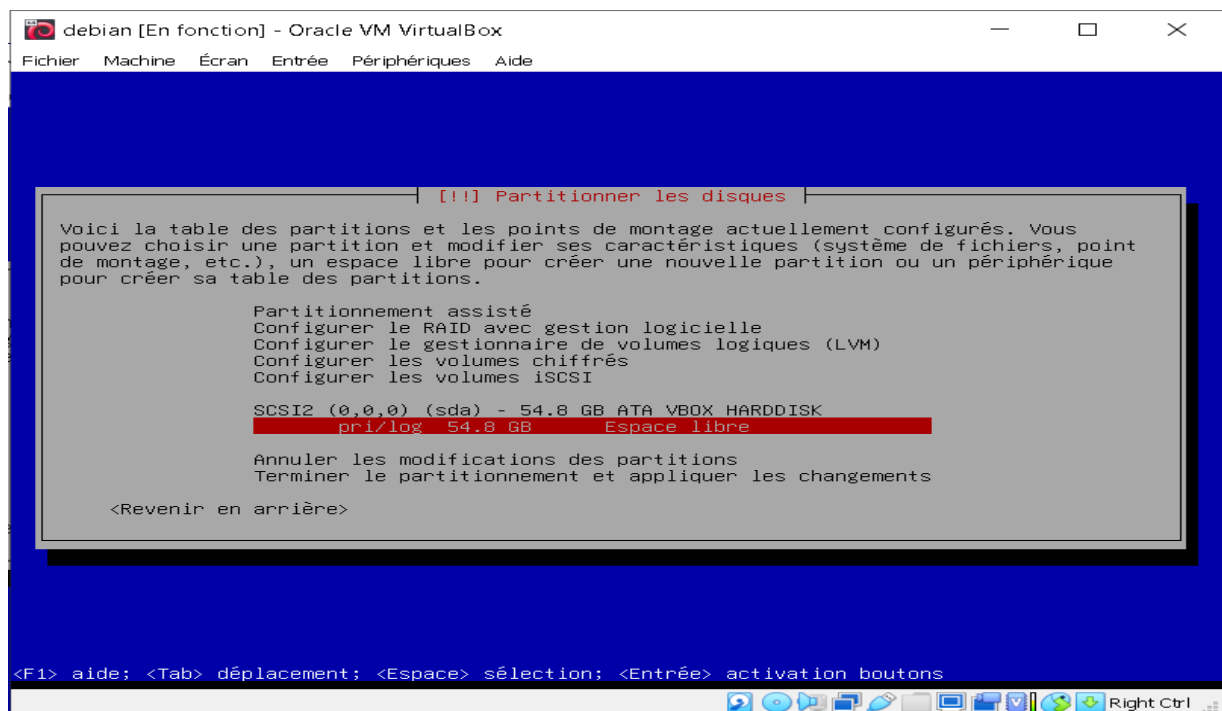 debian [En fonction] - Oracle VM VirtualBox
Fichier Machine Écran Entrée Périphériques Aide
[!!] Partitionner les disques
Voici la table des partitions et les points de montage actuellement configurés. Vous
pouvez choisir une partition et modifier ses caractéristiques (système de fichiers, point
de montage, etc.), un espace libre pour créer une nouvelle partition ou un périphérique
pour créer sa table des partitions.
Partitionnement assisté
Configurer le RAID avec gestion logicielle
Configurer le gestionnaire de volumes logiques (LVM)
Configurer les volumes chiffrés
Configurer les volumes iSCSI
SCSI2 (0,0,0) (sda) - 54.8 GB ATA VBOX HARDDISK
pri/log 54.8 GB Espace libre
Annuler les modifications des partitions
Terminer le partitionnement et appliquer les changements
<Revenir en arrière>
<F1> aide; <Tab> déplacement; <Espace> sélection; <Entrée> activation boutons
Right Ctrl